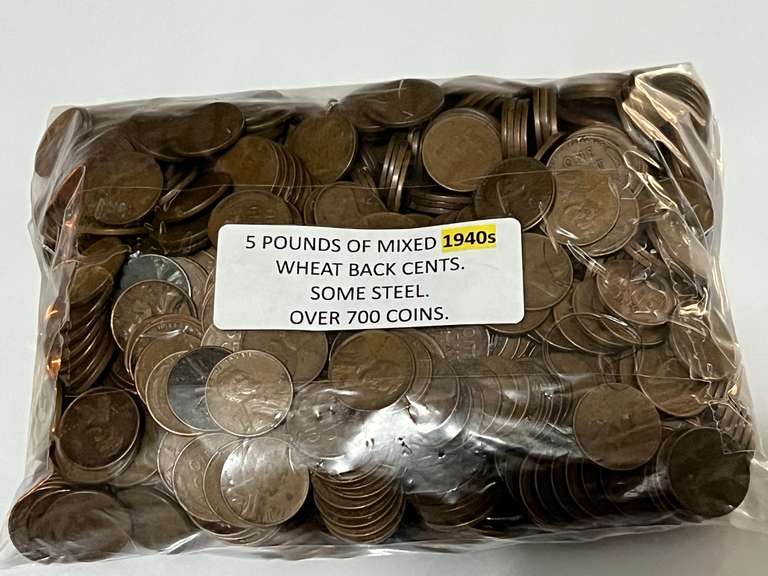 5 POUNDS OF MIXED 1940s
WHEAT BACK CENTS.
SOME STEEL.
OVER 700 COINS.